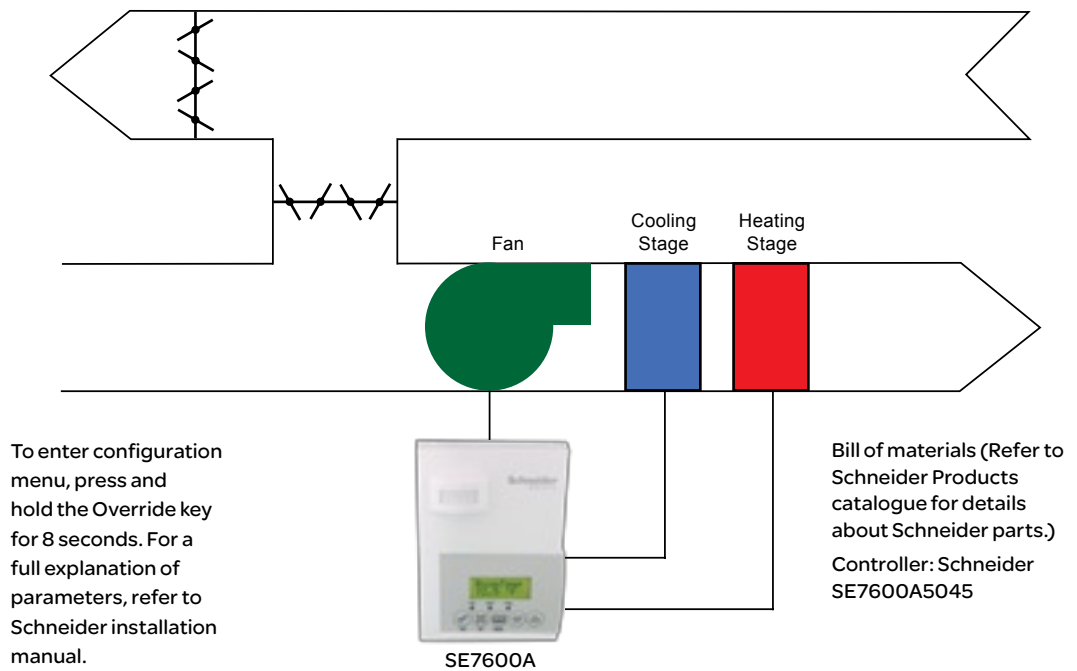 Fan
Cooling
Stage
Heating
Stage
To enter configuration
menu, press and
hold the Override key
for 8 seconds. For a
full explanation of
parameters, refer to
Schneider installation
manual.
Schneider
SE7600A
Bill of materials (Refer to
Schneider Products
catalogue for details
about Schneider parts.)
Controller: Schneider
SE7600A5045